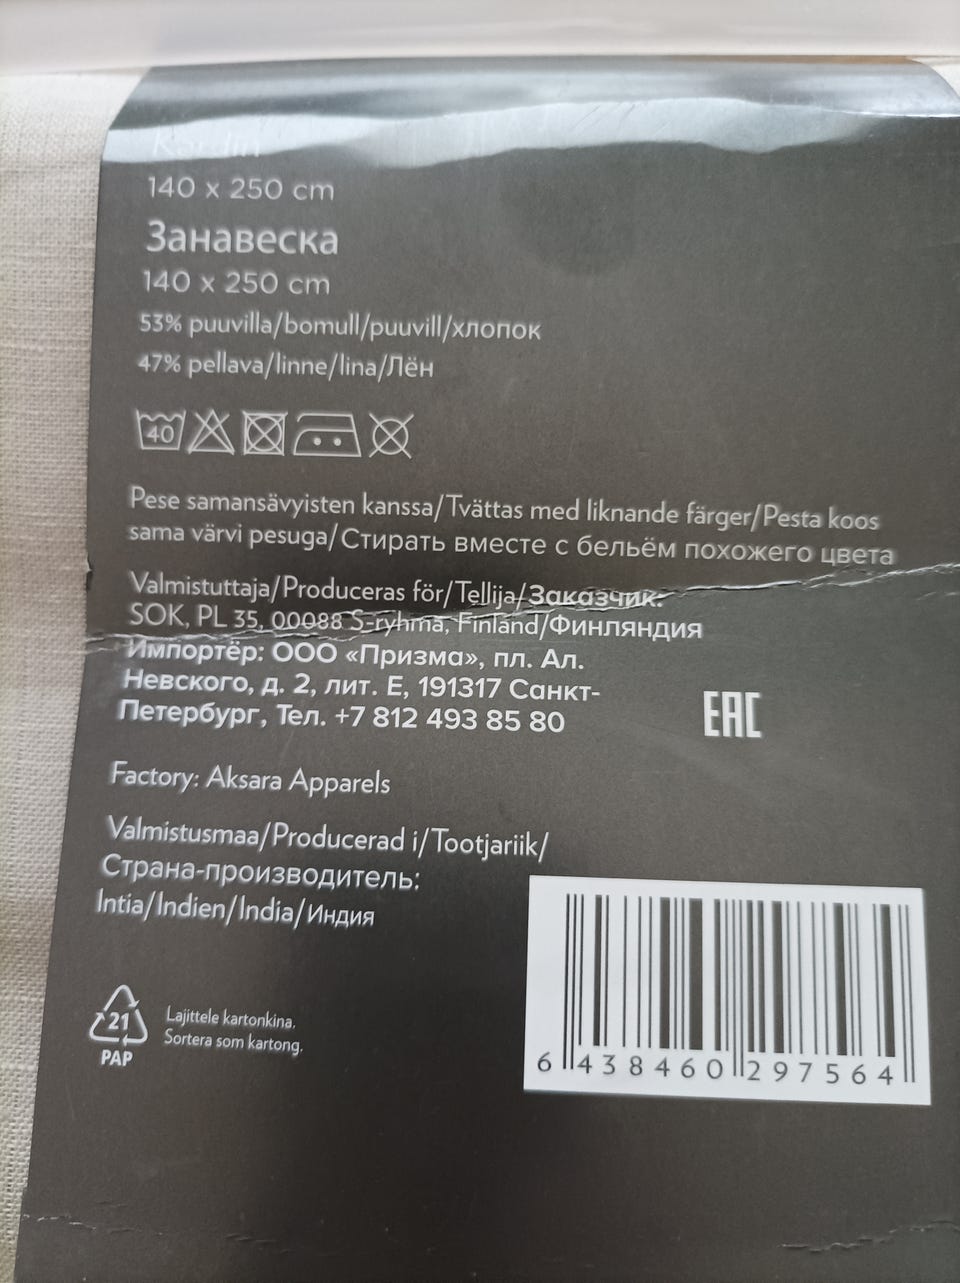 Kardin
140 x 250 cm
Занавеска
140 x 250 cm
53% puuvilla/bomull/puuvill/хлопок
47% pellava/linne/lina/Лён
40
Pese samansävyisten kanssa/Tvättas med liknande färger/Pesta koos
sama värvi pesuga/Стирать вместе с бельём похожего цвета
Valmistuttaja/Produceras för/Tellija/Заказчик:
SOK, PL 35, 00088 S-ryhmä, Finland/Финляндия
Импортёр: ООО «Призма», пл. Ал.
Невского, д. 2, лит. Е, 191317 Санкт-
Петербург, Тел. +7 812 493 85 80
EAC
Factory: Aksara Apparels
Valmistusmaa/Producerad i/Tootjariik/
Страна-производитель:
Intia/Indien/India/Индия
21
PAP
Lajittele kartonkina.
Sortera som kartong.
6 438460 297564